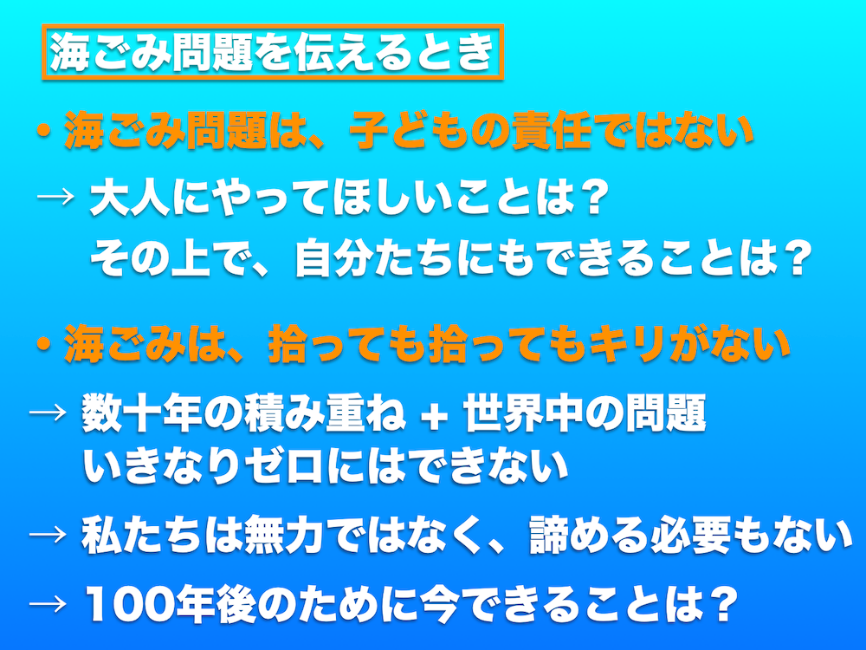 海ごみ問題を伝えるとき
・海ごみ問題は、子どもの責任ではない
→ 大人にやってほしいことは？
その上で、自分たちにもできることは？
・海ごみは、拾っても拾ってもキリがない
→ 数十年の積み重ね + 世界中の問題
いきなりゼロにはできない
→ 私たちは無力ではなく、諦める必要もない
→ 100年後のために今できることは？